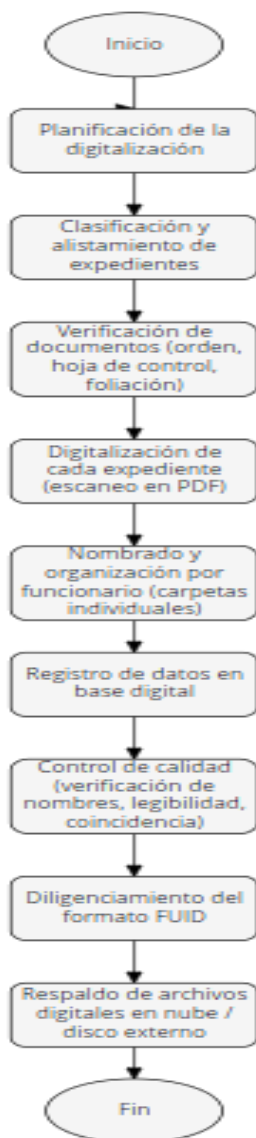 Inicio
Planificación de la
digitalización
Clasificación y
alistamiento de
expedientes
Verificación de
documentos (orden,
hoja de control,
foliación)
Digitalización de
cada expediente
(escaneo en PDF)
Nombrado y
organización por
funcionario (carpetas
individuales)
Registro de datos en
base digital
Control de calidad
(verificación de
nombres, legibilidad,
coincidencia)
Diligenciamiento del
formato FUID
Respaldo de archivos
digitales en nube /
disco externo
Fin